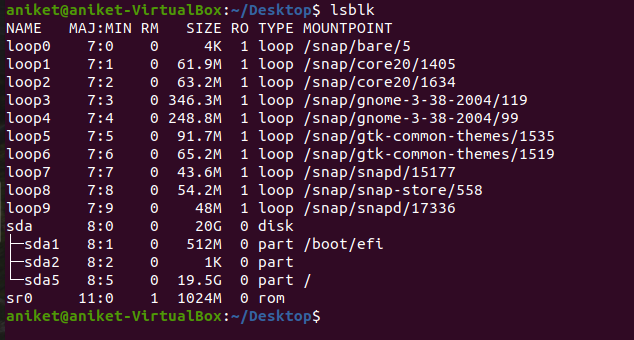 aniket@aniket-VirtualBox:~/Desktop$ lsblk
NAME   MAJ:MIN RM   SIZE RO TYPE MOUNTPOINT
loop0    7:0    0     4K  1 loop /snap/bare/5
loop1    7:1    0  61.9M  1 loop /snap/core20/1405
loop2    7:2    0  63.2M  1 loop /snap/core20/1634
loop3    7:3    0 346.3M  1 loop /snap/gnome-3-38-2004/119
loop4    7:4    0 248.8M  1 loop /snap/gnome-3-38-2004/99
loop5    7:5    0  91.7M  1 loop /snap/gtk-common-themes/1535
loop6    7:6    0  65.2M  1 loop /snap/gtk-common-themes/1519
loop7    7:7    0  43.6M  1 loop /snap/snapd/15177
loop8    7:8    0  54.2M  1 loop /snap/snap-store/558
loop9    7:9    0    48M  1 loop /snap/snapd/17336
sda      8:0    0    20G  0 disk
├─sda1   8:1    0   512M  0 part /boot/efi
├─sda2   8:2    0     1K  0 part
└─sda5   8:5    0  19.5G  0 part /
sr0     11:0    1  1024M  0 rom
aniket@aniket-VirtualBox:~/Desktop$